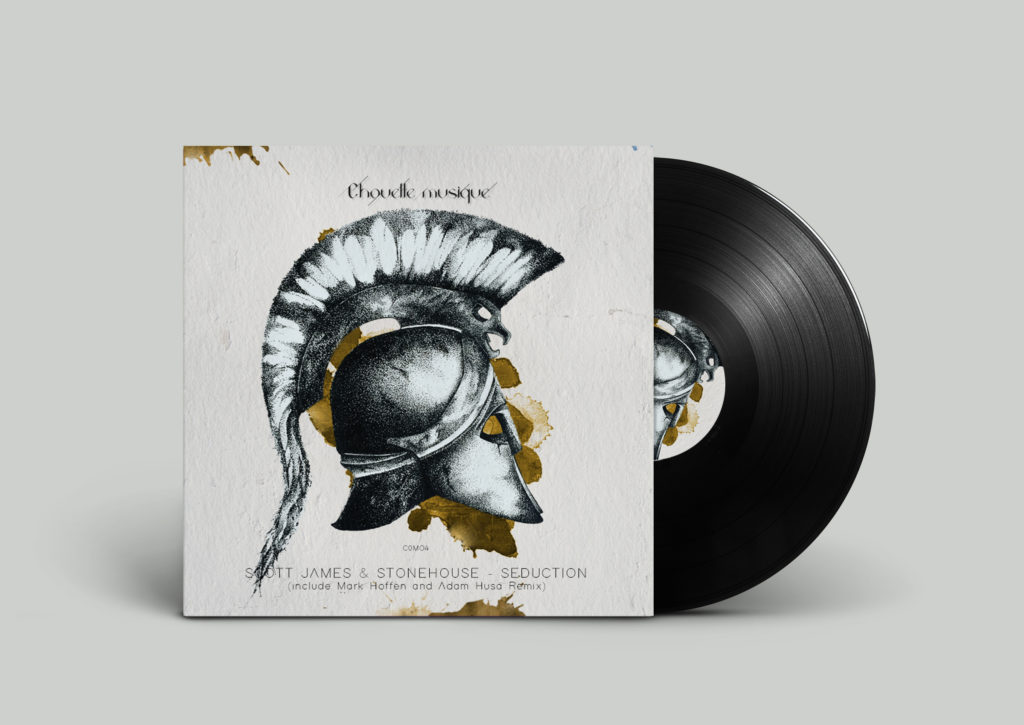 Chouette musique
COM04
SCOTT JAMES & STONEHOUSE - SEDUCTION
(include Mark Hoffen and Adam Husa Remix)